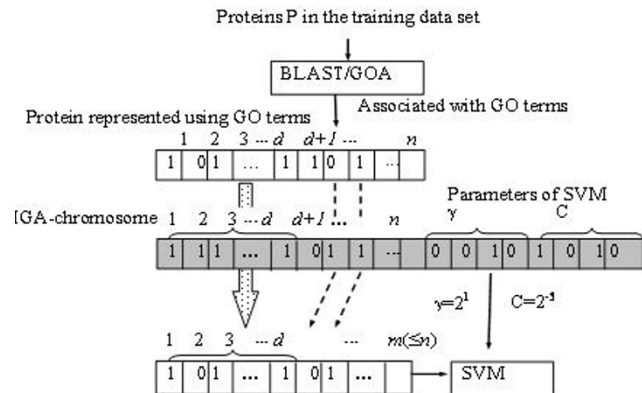 Proteins P in the training data set
BLAST/GOA
Protein represented using GO terms
Associated with GO terms
1 2 3 ... d d+1 ... n
1 0 1 ... 1 1 0 1 ...
Parameters of SVM
IGA-chromosome 1 2 3 ... d d+1 ... n γ C
1 1 1 ... 1 0 1 1 ... 0 0 1 0 1 0 1 0
γ=2¹ C=2⁻⁵
1 2 3 ... d ... m(≤n)
1 0 1 ... 1 0 1 ...
SVM